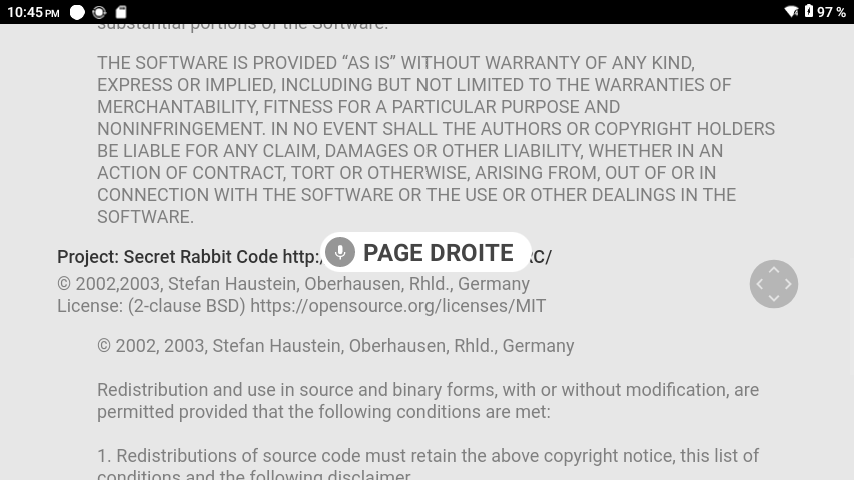 10:45 PM 97 %
substantial portions of the Software.
THE SOFTWARE IS PROVIDED “AS IS” WITHOUT WARRANTY OF ANY KIND,
EXPRESS OR IMPLIED, INCLUDING BUT NOT LIMITED TO THE WARRANTIES OF
MERCHANTABILITY, FITNESS FOR A PARTICULAR PURPOSE AND
NONINFRINGEMENT. IN NO EVENT SHALL THE AUTHORS OR COPYRIGHT HOLDERS
BE LIABLE FOR ANY CLAIM, DAMAGES OR OTHER LIABILITY, WHETHER IN AN
ACTION OF CONTRACT, TORT OR OTHERWISE, ARISING FROM, OUT OF OR IN
CONNECTION WITH THE SOFTWARE OR THE USE OR OTHER DEALINGS IN THE
SOFTWARE.
Project: Secret Rabbit Code http:/ C/
PAGE DROITE
© 2002,2003, Stefan Haustein, Oberhausen, Rhld., Germany
License: (2-clause BSD) https://opensource.org/licenses/MIT
© 2002, 2003, Stefan Haustein, Oberhausen, Rhld., Germany
Redistribution and use in source and binary forms, with or without modification, are
permitted provided that the following conditions are met:
1. Redistributions of source code must retain the above copyright notice, this list of
conditions and the following disclaimer.